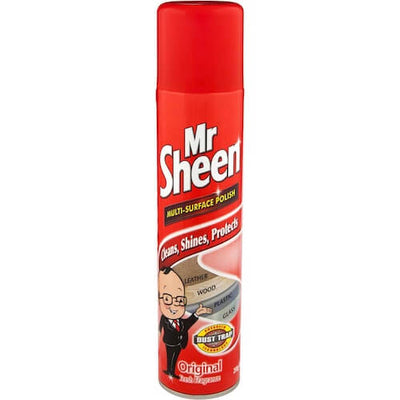 Mr
Sheen
MULTI-SURFACE POLISH
Cleans, Shines, Protects
LEATHER
WOOD
PLASTIC
GLASS
DUST TRAP
Original
Fresh Fragrance